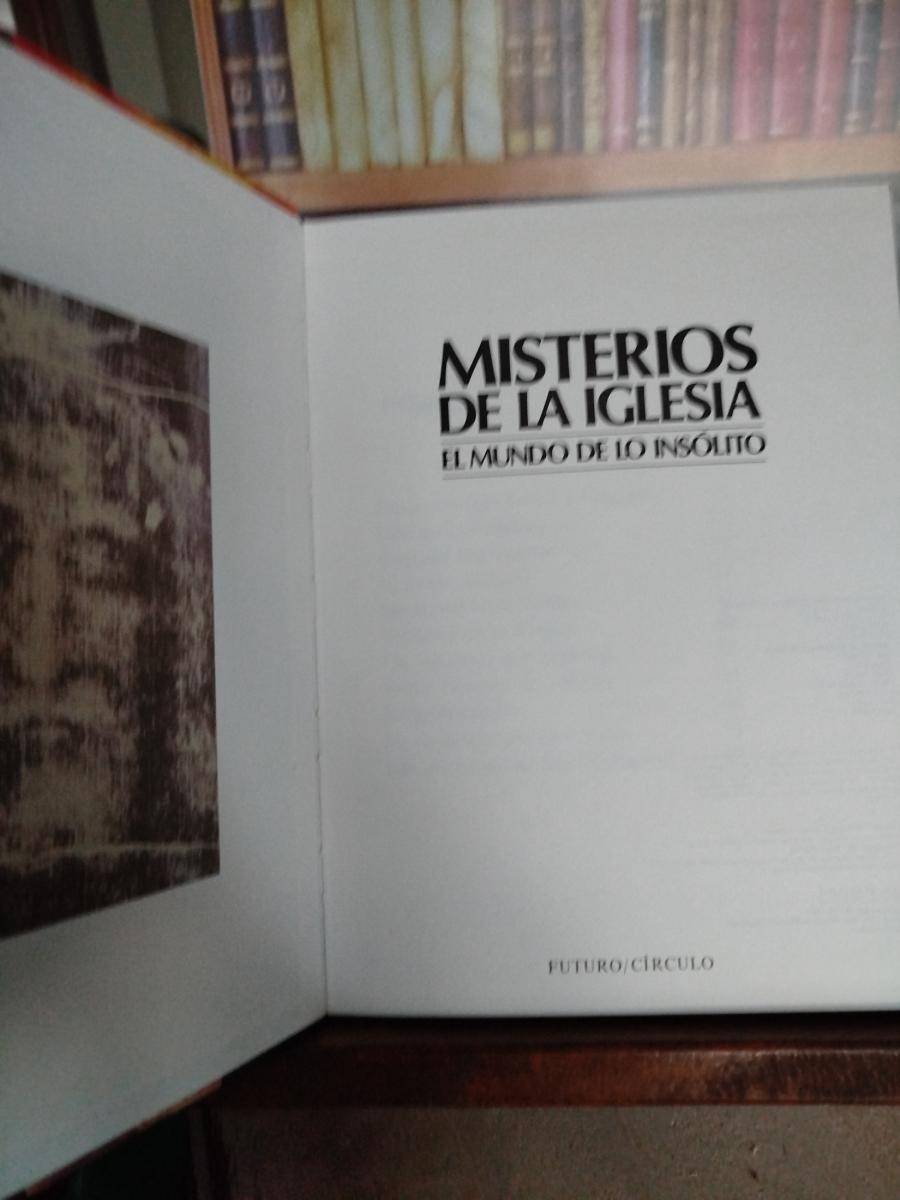 MISTERIOS
DE LA IGLESIA
EL MUNDO DE LO INSÓLITO
FUTURO/CÍRCULO